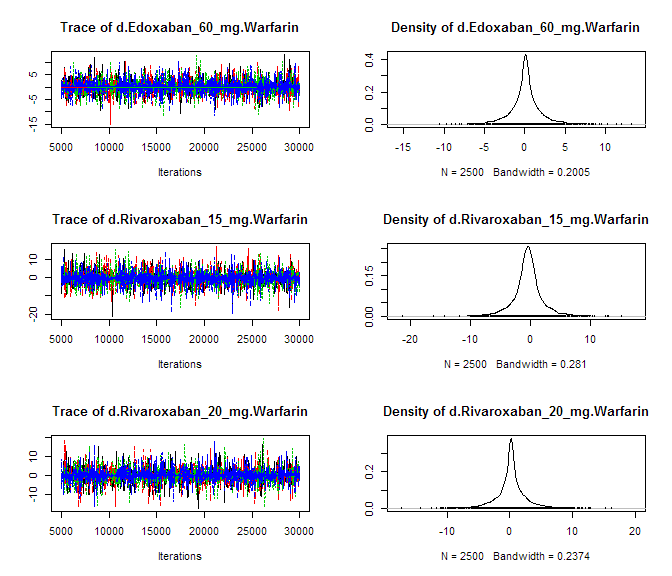 Trace of d.Edoxaban_60_mg.Warfarin
5
-5
-15
5000 10000 15000 20000 25000 30000
Iterations
Density of d.Edoxaban_60_mg.Warfarin
0.4
0.2
0.0
-15 -10 -5 0 5 10
N = 2500 Bandwidth = 0.2005
Trace of d.Rivaroxaban_15_mg.Warfarin
10
0
-20
5000 10000 15000 20000 25000 30000
Iterations
Density of d.Rivaroxaban_15_mg.Warfarin
0.15
0.00
-20 -10 0 10
N = 2500 Bandwidth = 0.281
Trace of d.Rivaroxaban_20_mg.Warfarin
10
0
-10
5000 10000 15000 20000 25000 30000
Iterations
Density of d.Rivaroxaban_20_mg.Warfarin
0.2
0.0
-10 0 10 20
N = 2500 Bandwidth = 0.2374